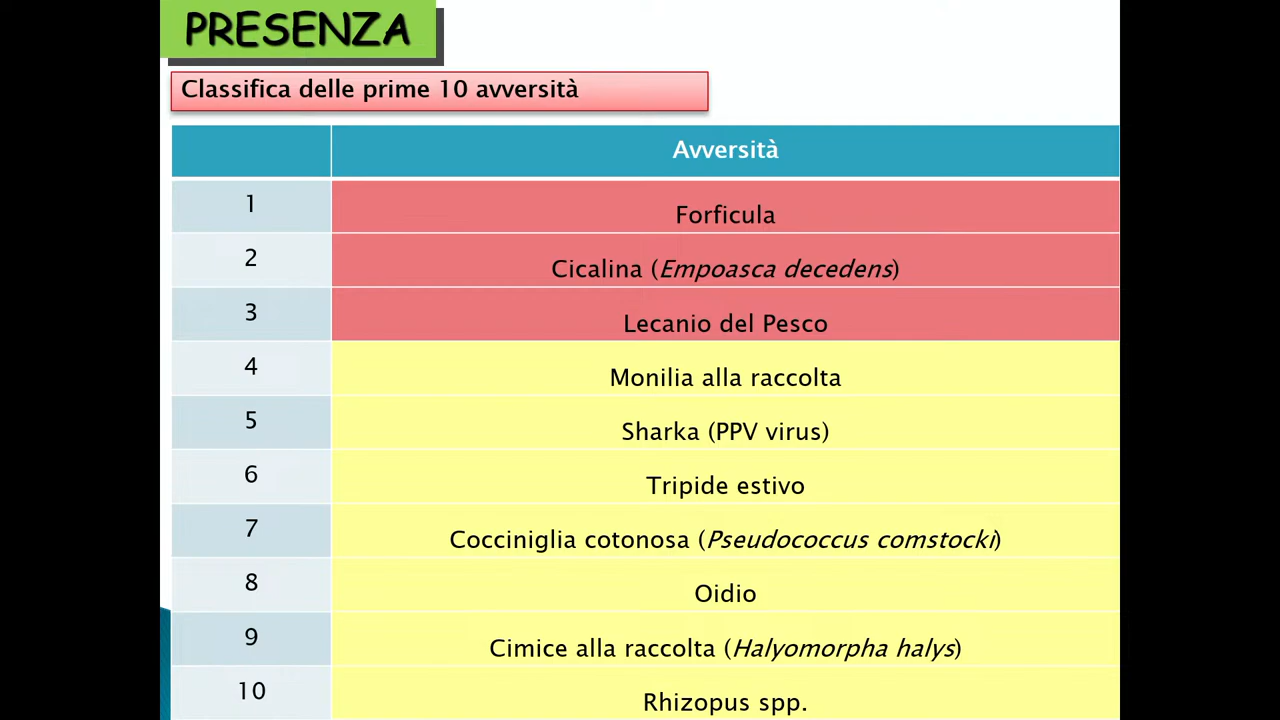 PRESENZA
Classifica delle prime 10 avversità
Avversità
1 Forficula
2 Cicalina (Empoasca decedens)
3 Lecanio del Pesco
4 Monilia alla raccolta
5 Sharka (PPV virus)
6 Tripide estivo
7 Cocciniglia cotonosa (Pseudococcus comstocki)
8 Oidio
9 Cimice alla raccolta (Halyomorpha halys)
10 Rhizopus spp.